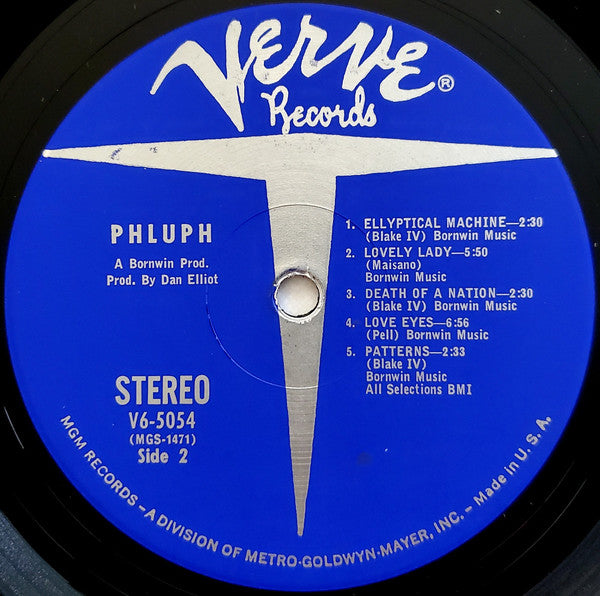 VERVE®
Records
PHLUPH
A Bornwin Prod.
Prod. By Dan Elliot
STEREO
V6-5054
(MGS-1471)
Side 2
1. ELLYPTICAL MACHINE—2:30
(Blake IV) Bornwin Music
2. LOVELY LADY—5:50
(Maisano)
Bornwin Music
3. DEATH OF A NATION—2:30
(Blake IV) Bornwin Music
4. LOVE EYES—6:56
(Pell) Bornwin Music
5. PATTERNS—2:33
(Blake IV)
Bornwin Music
All Selections BMI
MGM RECORDS – A DIVISION OF METRO-GOLDWYN-MAYER, INC. – Made in U.S.A.